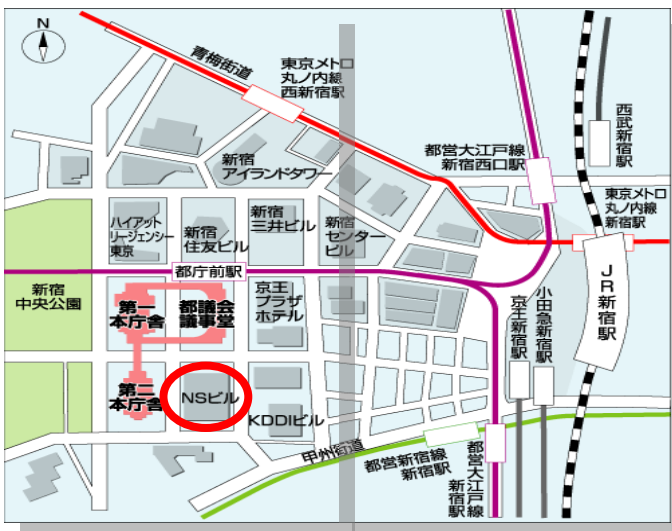 N
青梅街道
東京メトロ
丸ノ内線
西新宿駅
西武新宿駅
都営大江戸線
新宿西口駅
新宿
アイランドタワー
東京メトロ
丸ノ内線
新宿駅
ハイアット
リージェンシー
東京
新宿
住友ビル
新宿
三井ビル
新宿
センター
ビル
都庁前駅
JR新宿駅
新宿
中央公園
第一
本庁舎
都議会
議事堂
京王
プラザ
ホテル
小田急新宿駅
京王新宿駅
第二
本庁舎
NSビル
KDDIビル
甲州街道
都営新宿線
新宿駅
都営大江戸線
新宿駅